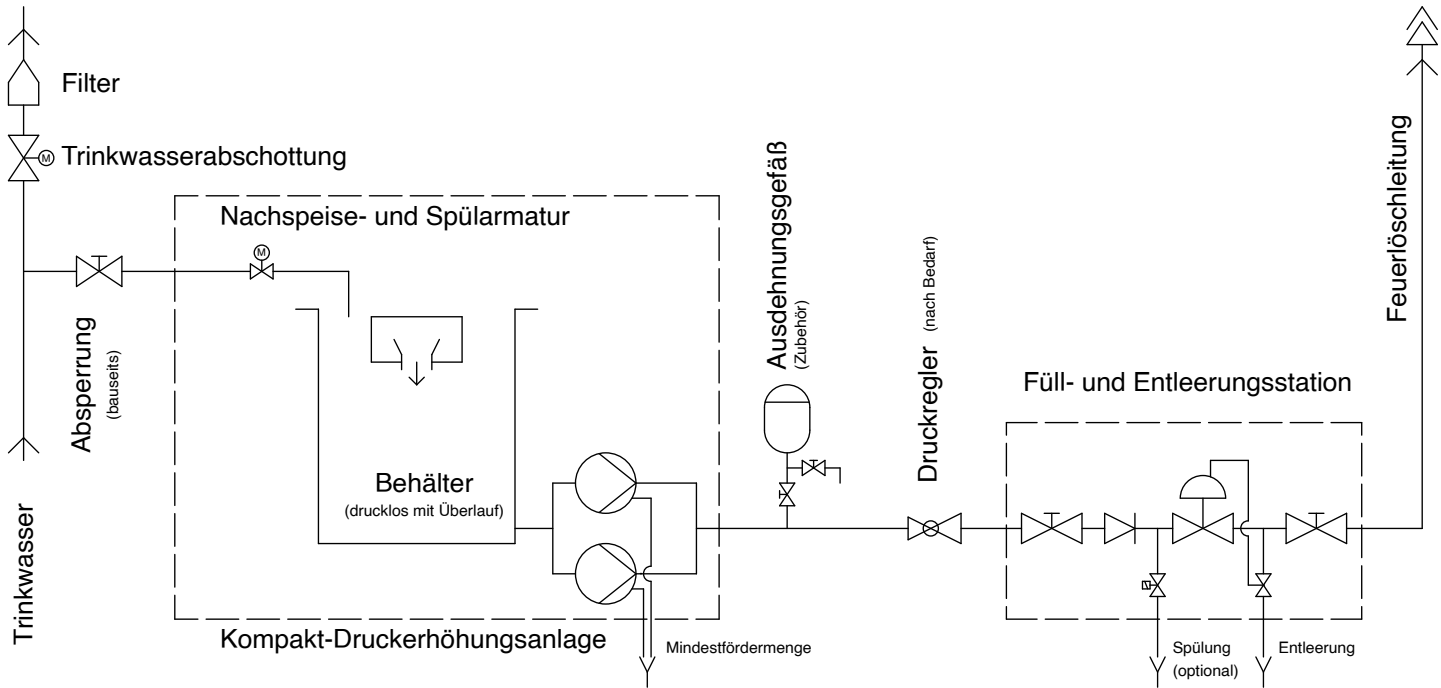 Filter
M
Trinkwasserabschottung
Nachspeise- und Spülarmatur
M
Absperrung
(bauseits)
Trinkwasser
Behälter
(drucklos mit Überlauf)
Kompakt-Druckerhöhungsanlage
Mindestfördermenge
Ausdehnungsgefäß
(Zubehör)
Druckregler (nach Bedarf)
Füll- und Entleerungsstation
Spülung
(optional)
Entleerung
Feuerlöschleitung